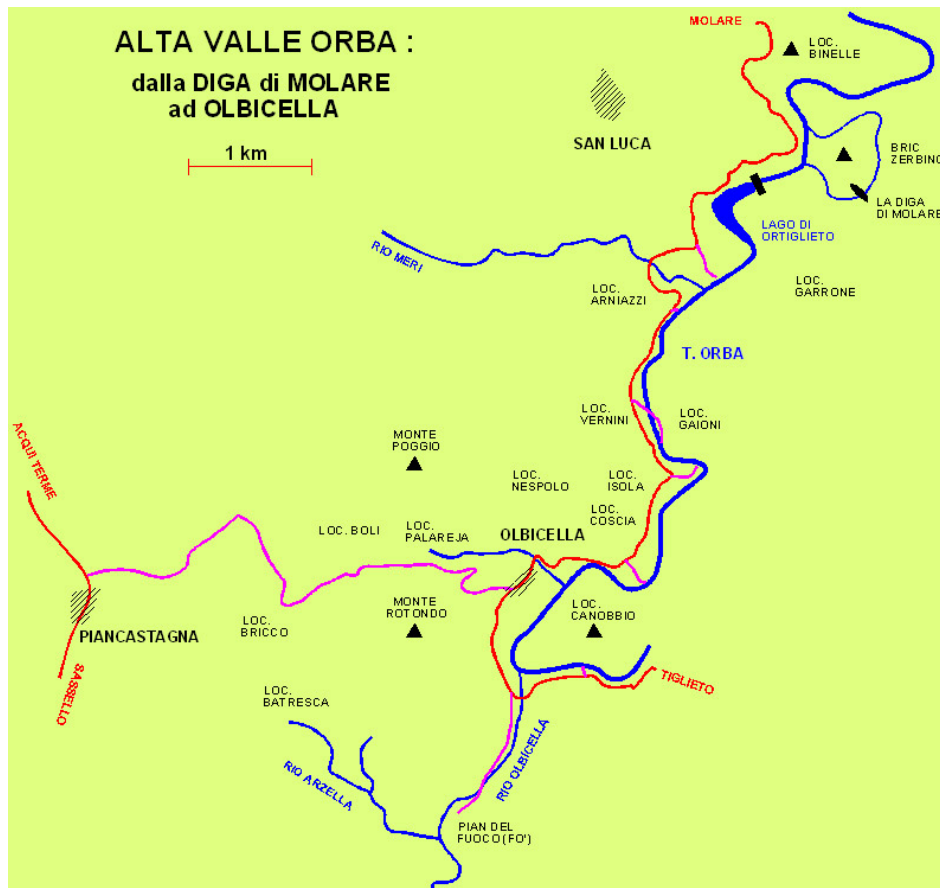 ALTA VALLE ORBA :
dalla DIGA di MOLARE
ad OLBICELLA
1 km
MOLARE
LOC.
BINELLE
SAN LUCA
BRIC
ZERBINO
LA DIGA
DI MOLARE
LAGO DI
ORTIGLIETO
RIO MERI
LOC.
GARRONE
LOC.
ARNIAZZI
T. ORBA
LOC.
VERNINI
LOC.
GAIONI
ACQUI TERME
MONTE
POGGIO
LOC.
NESPOLO
LOC.
ISOLA
LOC.
COSCIA
LOC. BOLI
LOC.
PALAREJA
OLBICELLA
PIANCASTAGNA
LOC.
BRICCO
MONTE
ROTONDO
LOC.
CANOBBIO
SASSELLO
TIGLIETO
LOC.
BATRESCA
RIO ARZELLA
RIO OLBICELLA
PIAN DEL
FUOCO (FO')